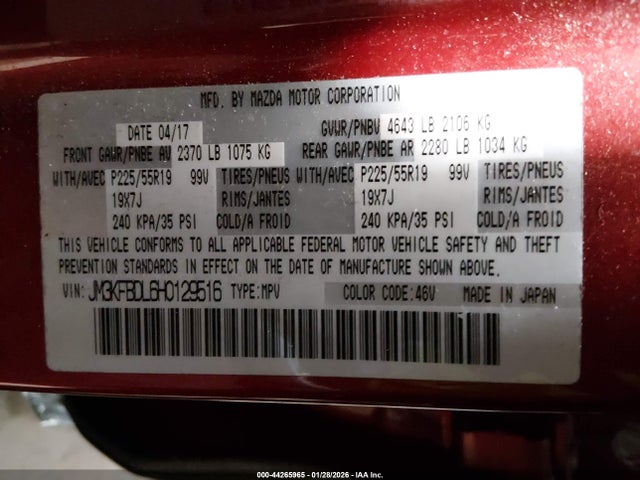 MFD. BY MAZDA MOTOR CORPORATION
DATE 04/17 GVWR/PNBV 4643 LB 2106 KG
FRONT GAWR/PNBE AV 2370 LB 1075 KG REAR GAWR/PNBE AR 2280 LB 1034 KG
WITH/AVEC P225/55R19 99V TIRES/PNEUS WITH/AVEC P225/55R19 99V TIRES/PNEUS
19X7J RIMS/JANTES 19X7J RIMS/JANTES
240 KPA/35 PSI COLD/A FROID 240 KPA/35 PSI COLD/A FROID
THIS VEHICLE CONFORMS TO ALL APPLICABLE FEDERAL MOTOR VEHICLE SAFETY AND THEFT
PREVENTION STANDARDS IN EFFECT ON THE DATE OF MANUFACTURE SHOWN ABOVE.
VIN: JM3KFBDL6H0129516 TYPE:MPV COLOR CODE:46V MADE IN JAPAN
000-44265965 - 01/28/2026 - IAA Inc.